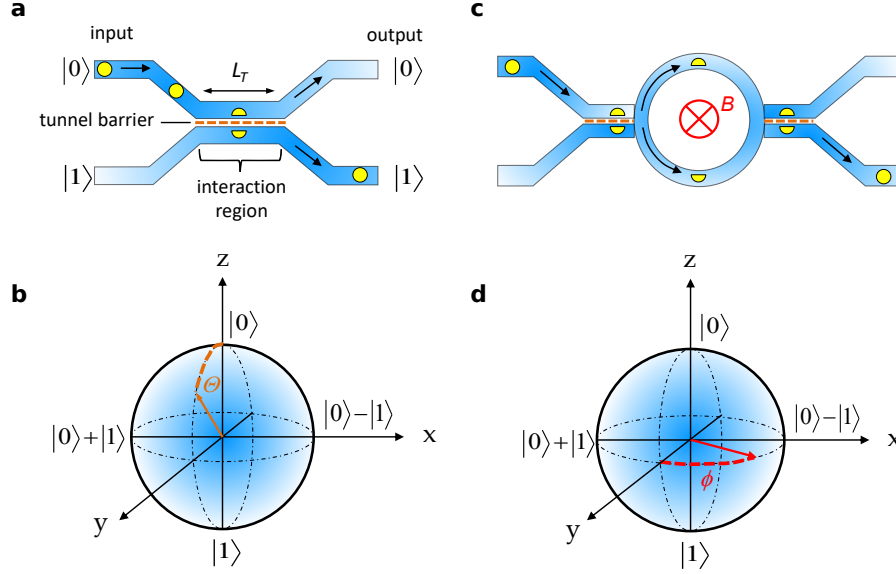 a
input
output
|0⟩
L_T
|0⟩
tunnel barrier
|1⟩
|1⟩
interaction
region
c
B
b
z
|0⟩
Θ
|0⟩+|1⟩
|0⟩−|1⟩
x
y
|1⟩
d
z
|0⟩
|0⟩+|1⟩
|0⟩−|1⟩
x
ϕ
y
|1⟩